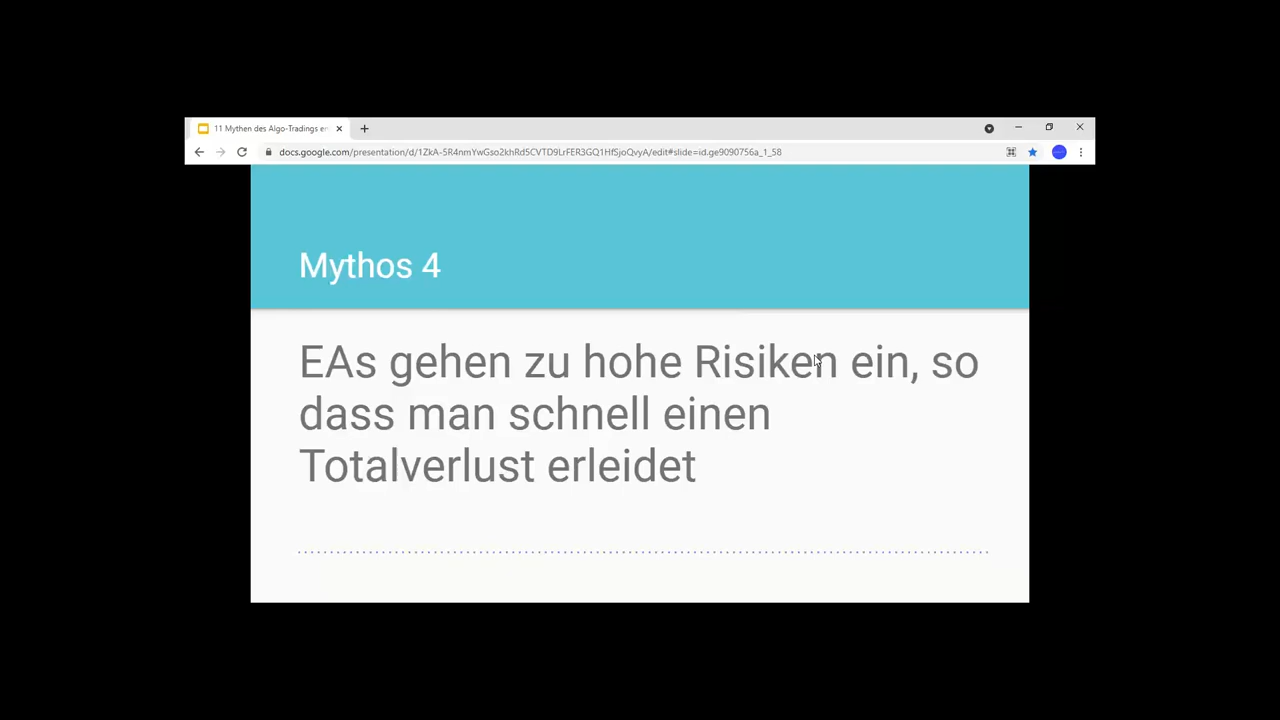 11 Mythen des Algo-Tradings en
docs.google.com/presentation/d/1ZkA-5R4nmYwGso2khRd5CVTD9LrFER3GQ1HfSjoQvyA/edit#slide=id.ge9090756a_1_58
Mythos 4
EAs gehen zu hohe Risiken ein, so
dass man schnell einen
Totalverlust erleidet